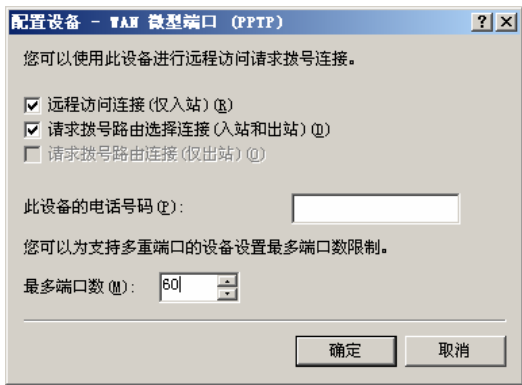 配置设备 - WAN 微型端口 (PPTP)
您可以使用此设备进行远程访问请求拨号连接。
远程访问连接(仅入站)(R)
请求拨号路由选择连接(入站和出站)(D)
请求拨号路由连接(仅出站)(O)
此设备的电话号码(P):
您可以为支持多重端口的设备设置最多端口数限制。
最多端口数(M): 60
确定 取消